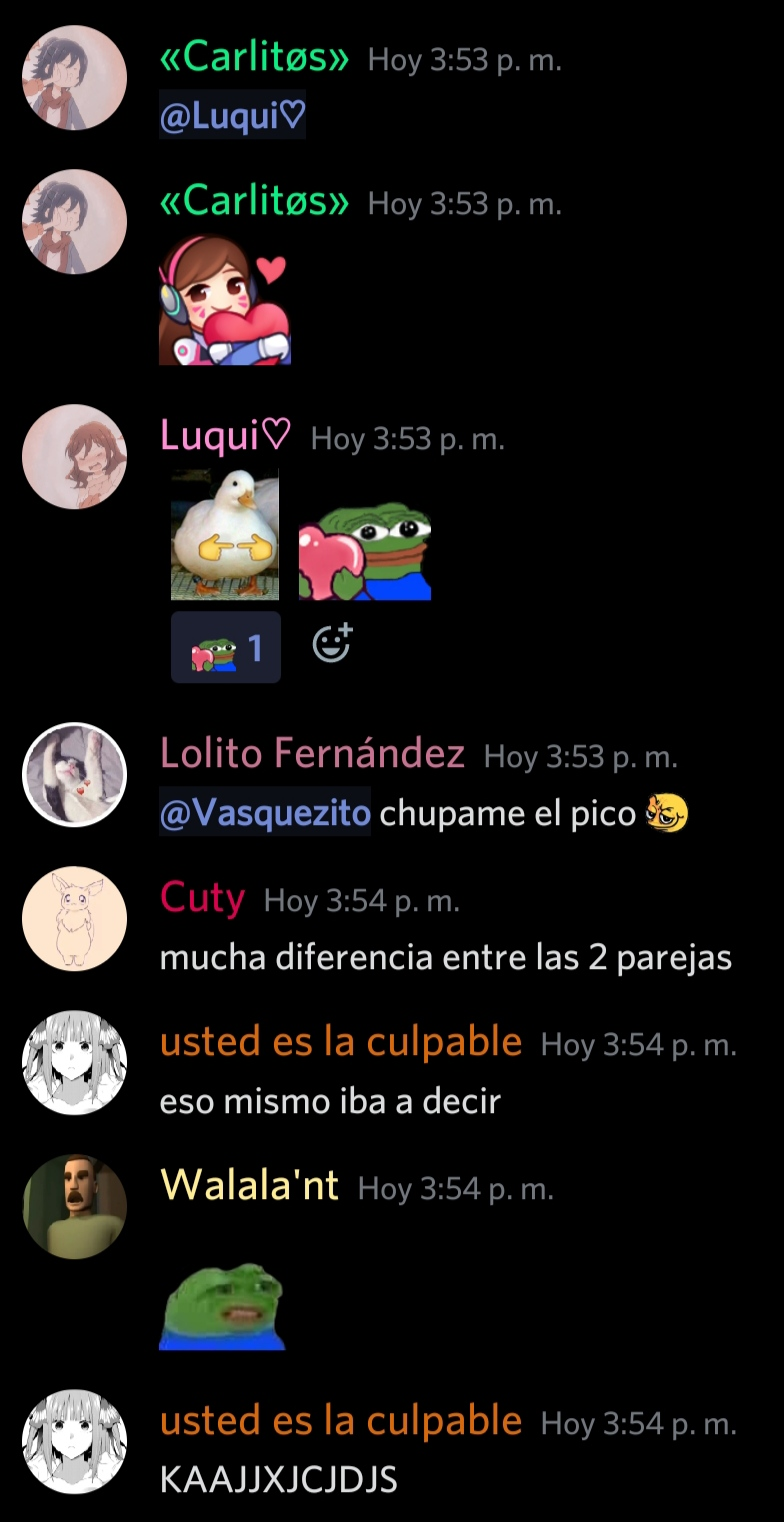 «Carlitøs» Hoy 3:53 p. m.
@Luqui♡
«Carlitøs» Hoy 3:53 p. m.
Luqui♡ Hoy 3:53 p. m.
1
Lolito Fernández Hoy 3:53 p. m.
@Vasquezito chupame el pico
Cuty Hoy 3:54 p. m.
mucha diferencia entre las 2 parejas
usted es la culpable Hoy 3:54 p. m.
eso mismo iba a decir
Walala'nt Hoy 3:54 p. m.
usted es la culpable Hoy 3:54 p. m.
KAAJJXJCJDJS